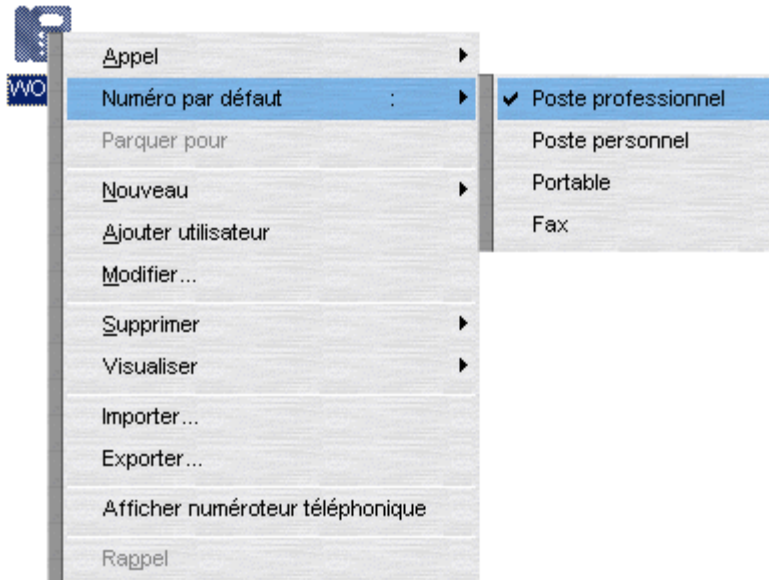 WO
Appel
Numéro par défaut :
Parquer pour
Nouveau
Ajouter utilisateur
Modifier...
Supprimer
Visualiser
Importer...
Exporter...
Afficher numéroteur téléphonique
Rappel
Poste professionnel
Poste personnel
Portable
Fax